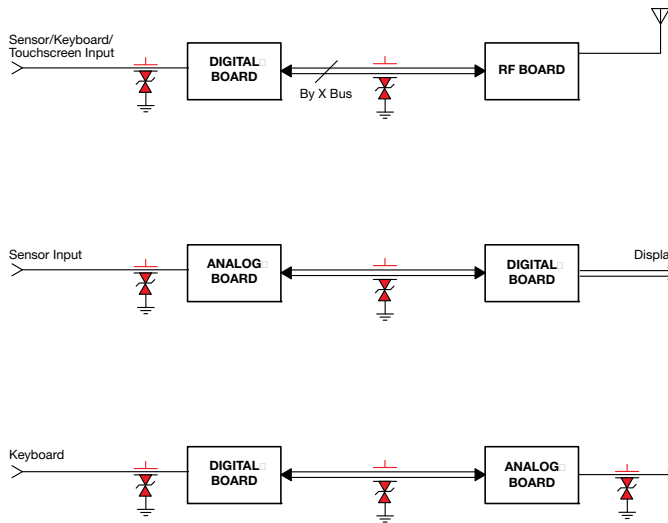 Sensor/Keyboard/
Touchscreen Input
DIGITAL
BOARD
By X Bus
RF BOARD
Sensor Input
ANALOG
BOARD
DIGITAL
BOARD
Display
Keyboard
DIGITAL
BOARD
ANALOG
BOARD